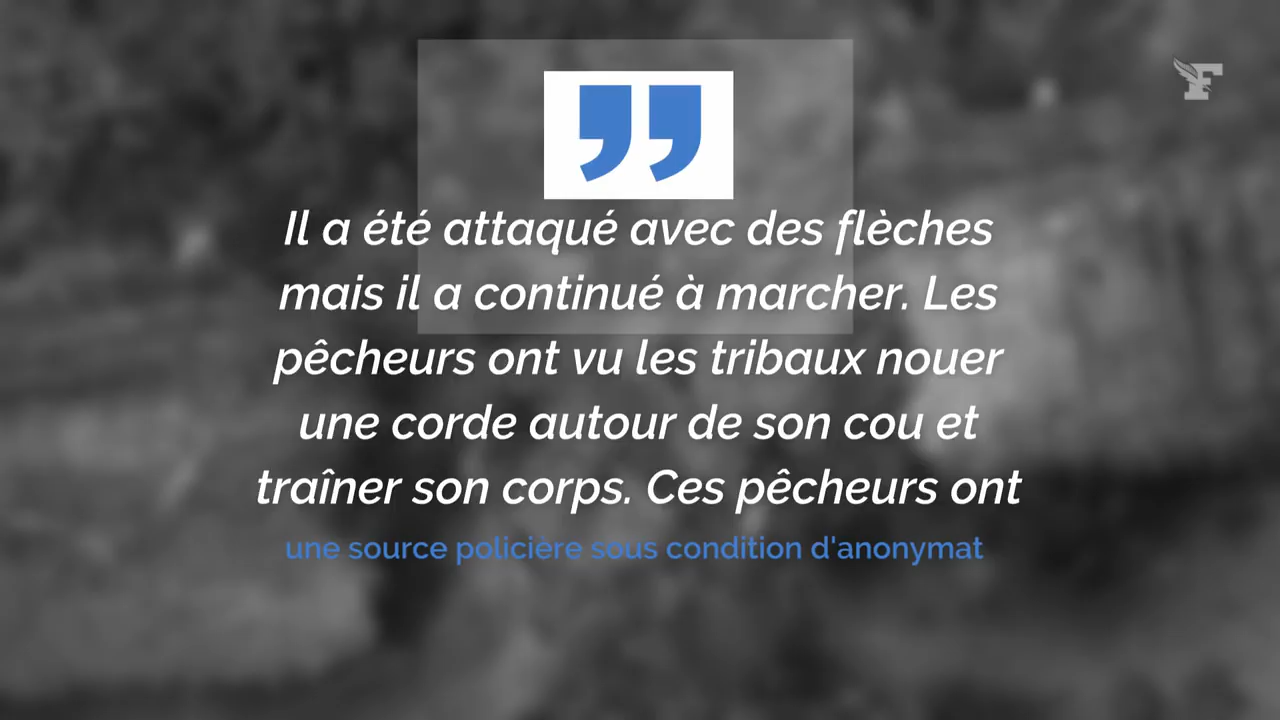 Il a été attaqué avec des flèches
mais il a continué à marcher. Les
pêcheurs ont vu les tribaux nouer
une corde autour de son cou et
traîner son corps. Ces pêcheurs ont
une source policière sous condition d'anonymat
F